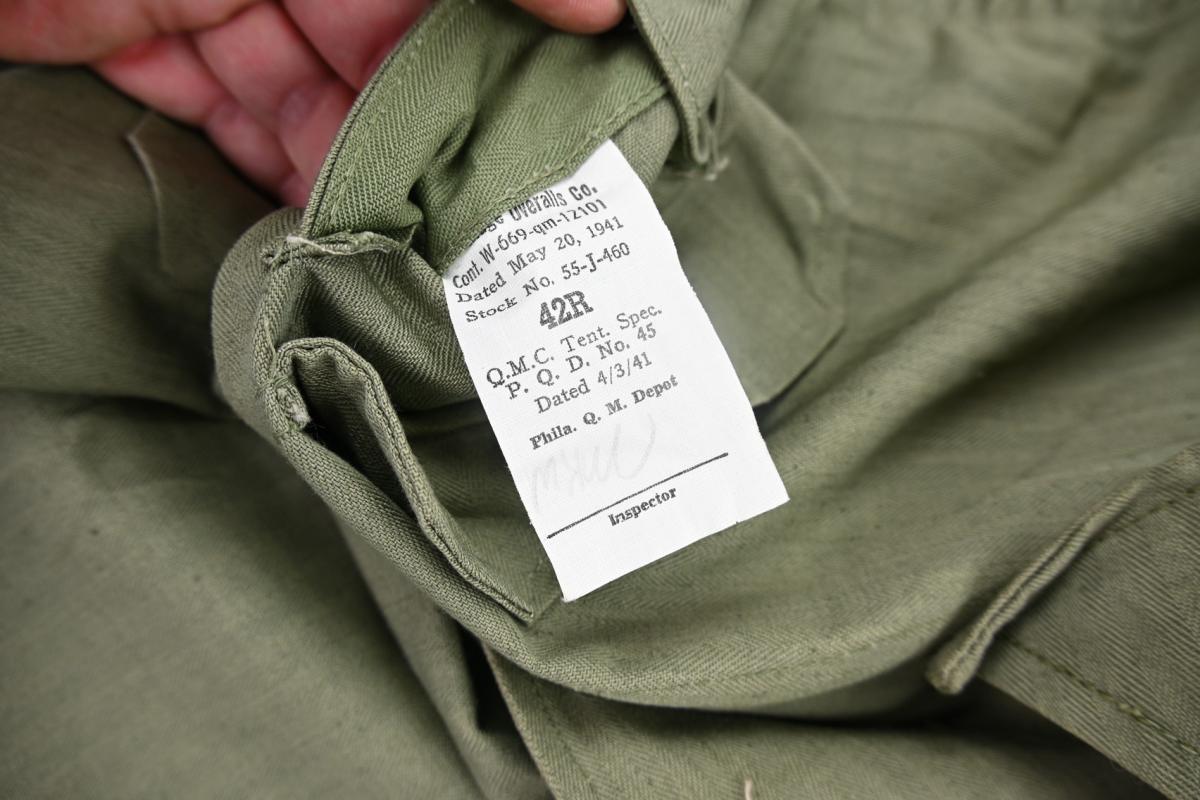 Overalls Co.
Cont. W-669-qm-12101
Dated May 20, 1941
Stock No. 55-J-460
42R
Q.M.C. Tent. Spec.
P. Q. D. No. 45
Dated 4/3/41
Phila. Q. M. Depot
Inspector